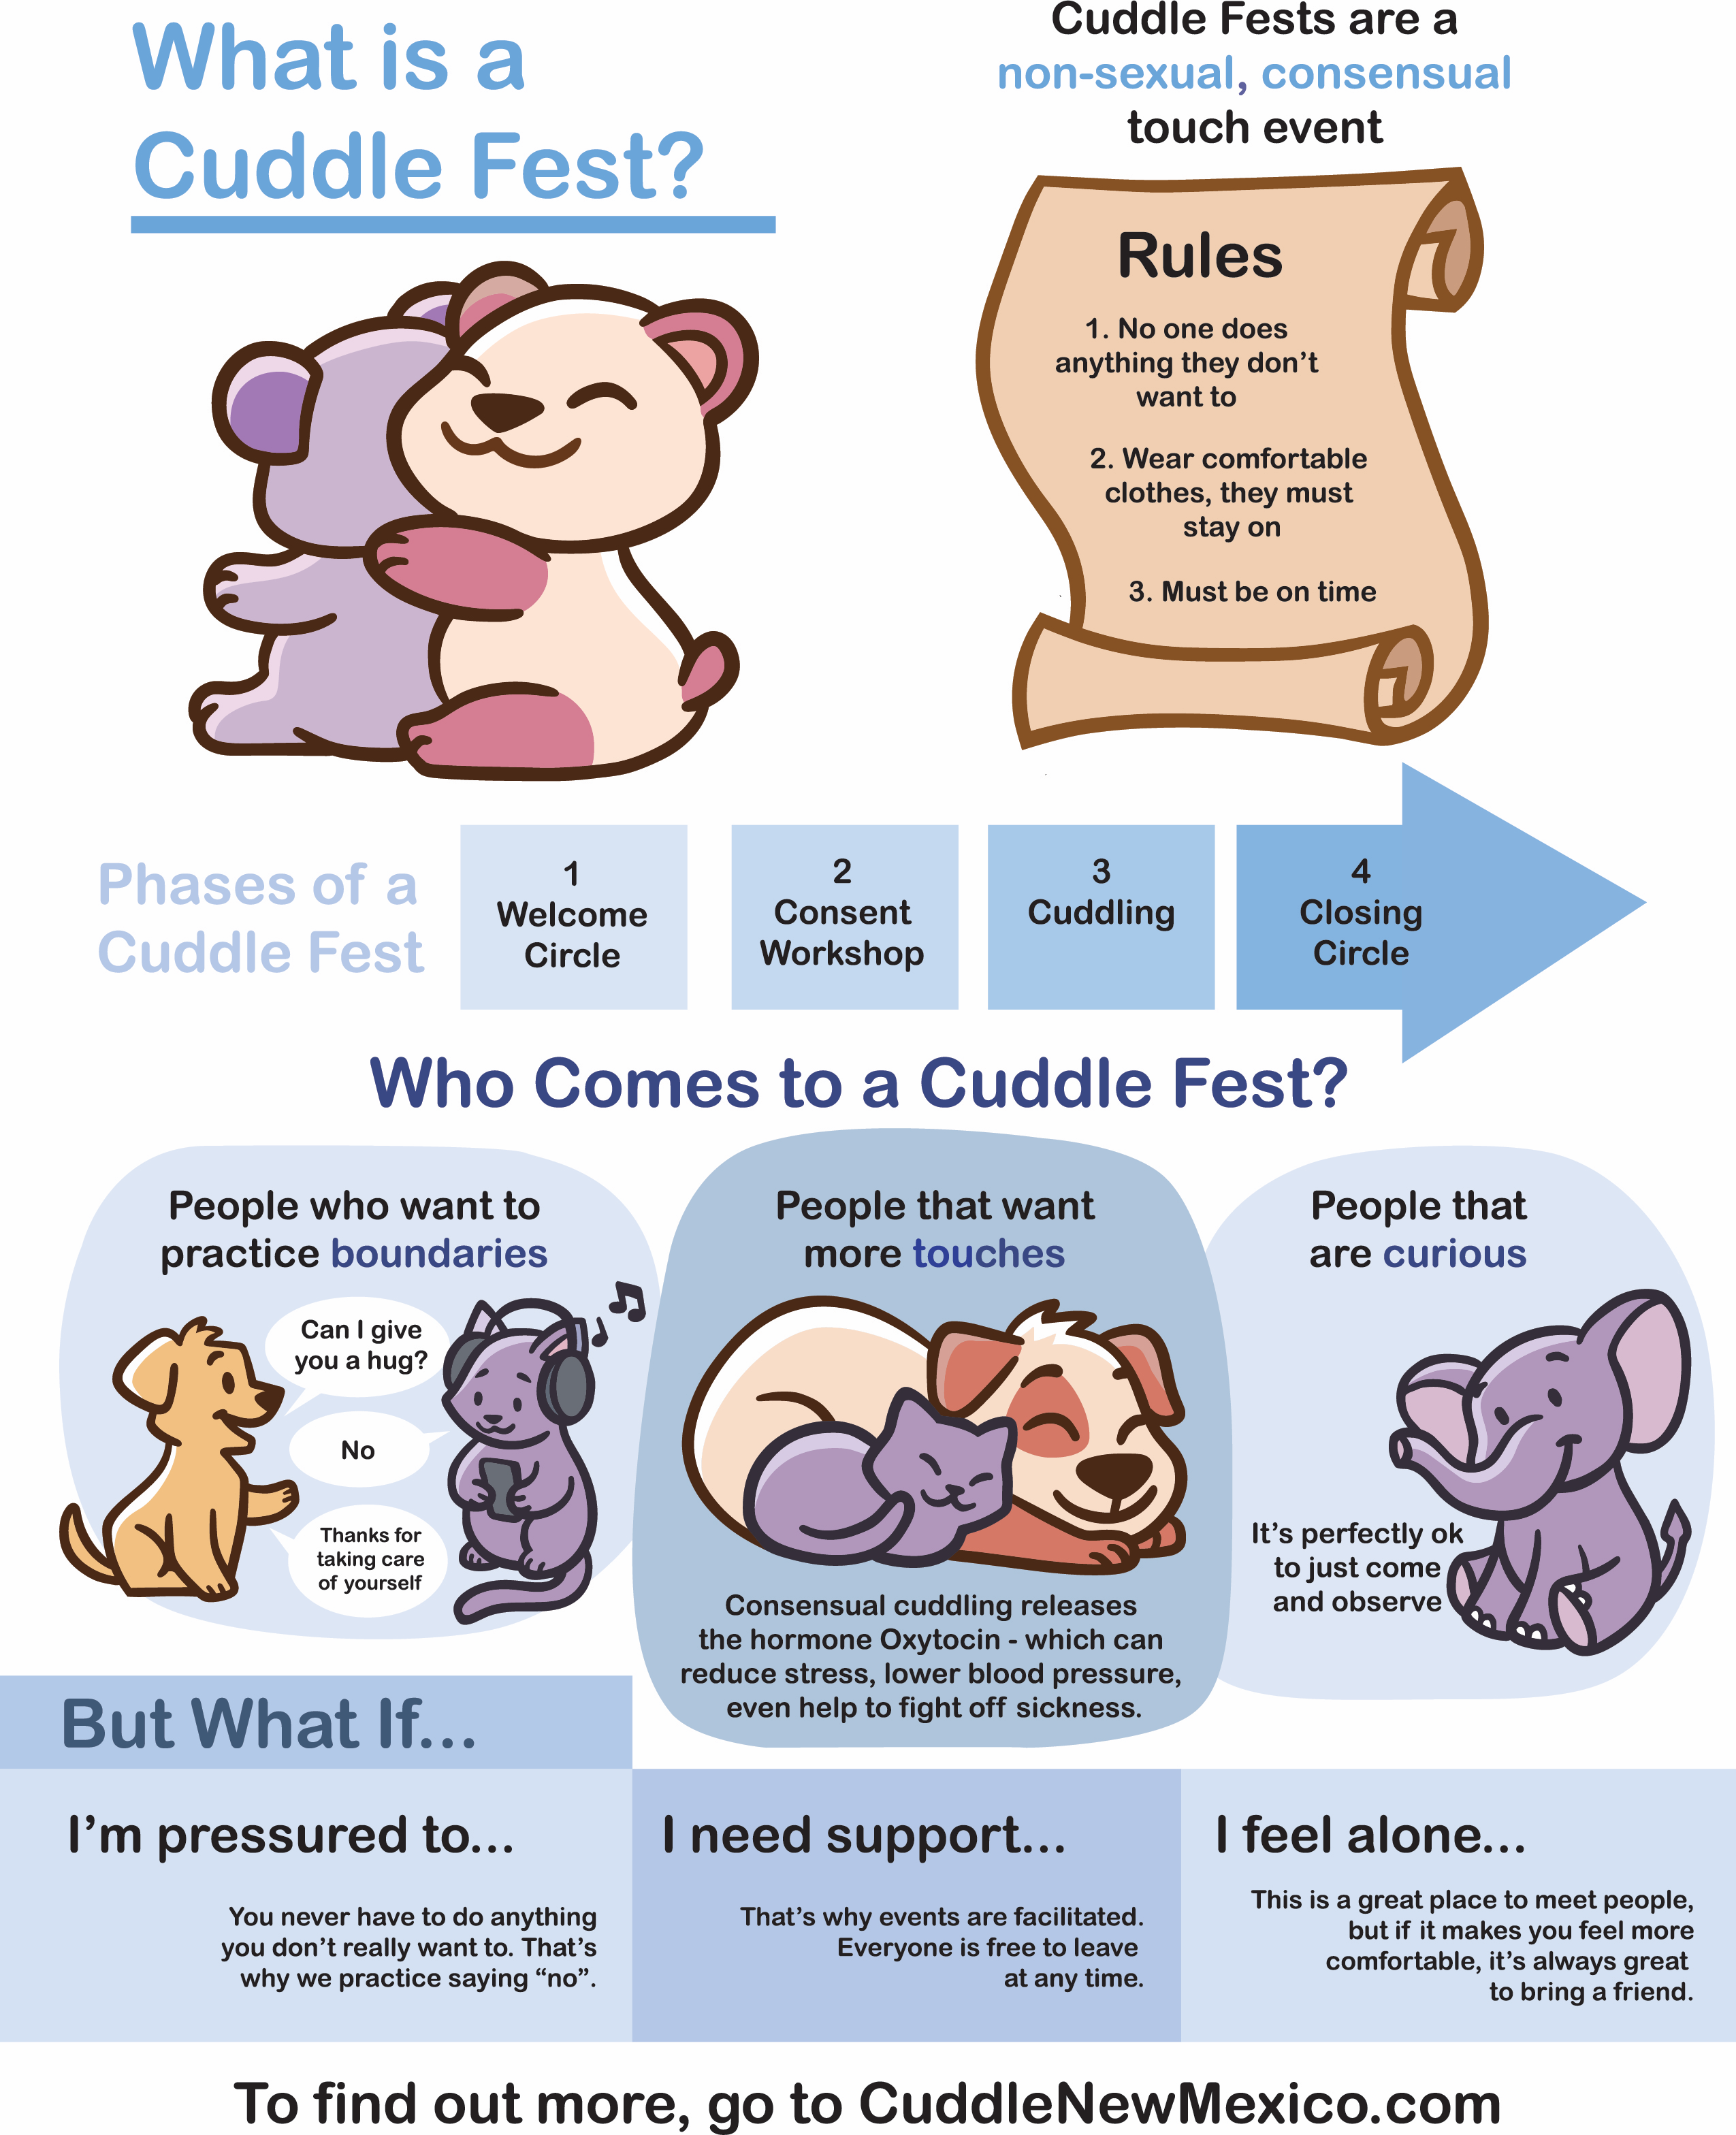 What is a
Cuddle Fest?
Cuddle Fests are a
non-sexual, consensual
touch event
Rules
1. No one does
anything they don't
want to
2. Wear comfortable
clothes, they must
stay on
3. Must be on time
Phases of a
Cuddle Fest
1
Welcome
Circle
2
Consent
Workshop
3
Cuddling
4
Closing
Circle
Who Comes to a Cuddle Fest?
People who want to
practice boundaries
Can I give
you a hug?
No
Thanks for
taking care
of yourself
People that want
more touches
Consensual cuddling releases
the hormone Oxytocin - which can
reduce stress, lower blood pressure,
even help to fight off sickness.
People that
are curious
It's perfectly ok
to just come
and observe
But What If...
I'm pressured to...
You never have to do anything
you don't really want to. That's
why we practice saying “no”.
I need support...
That's why events are facilitated.
Everyone is free to leave
at any time.
I feel alone...
This is a great place to meet people,
but if it makes you feel more
comfortable, it's always great
to bring a friend.
To find out more, go to CuddleNewMexico.com